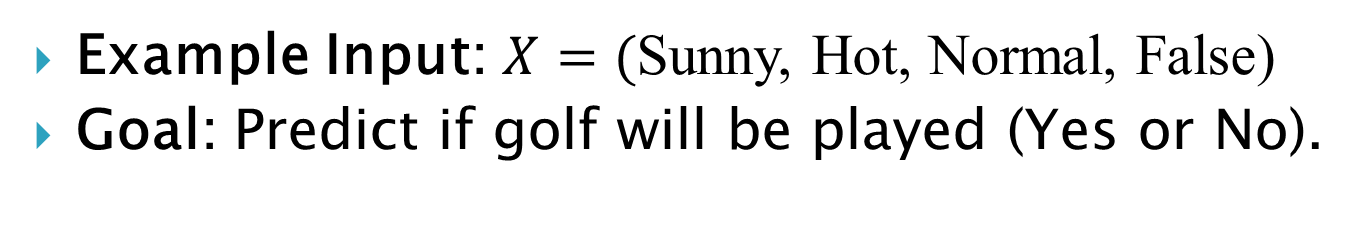 Example Input: X = (Sunny, Hot, Normal, False)
Goal: Predict if golf will be played (Yes or No).